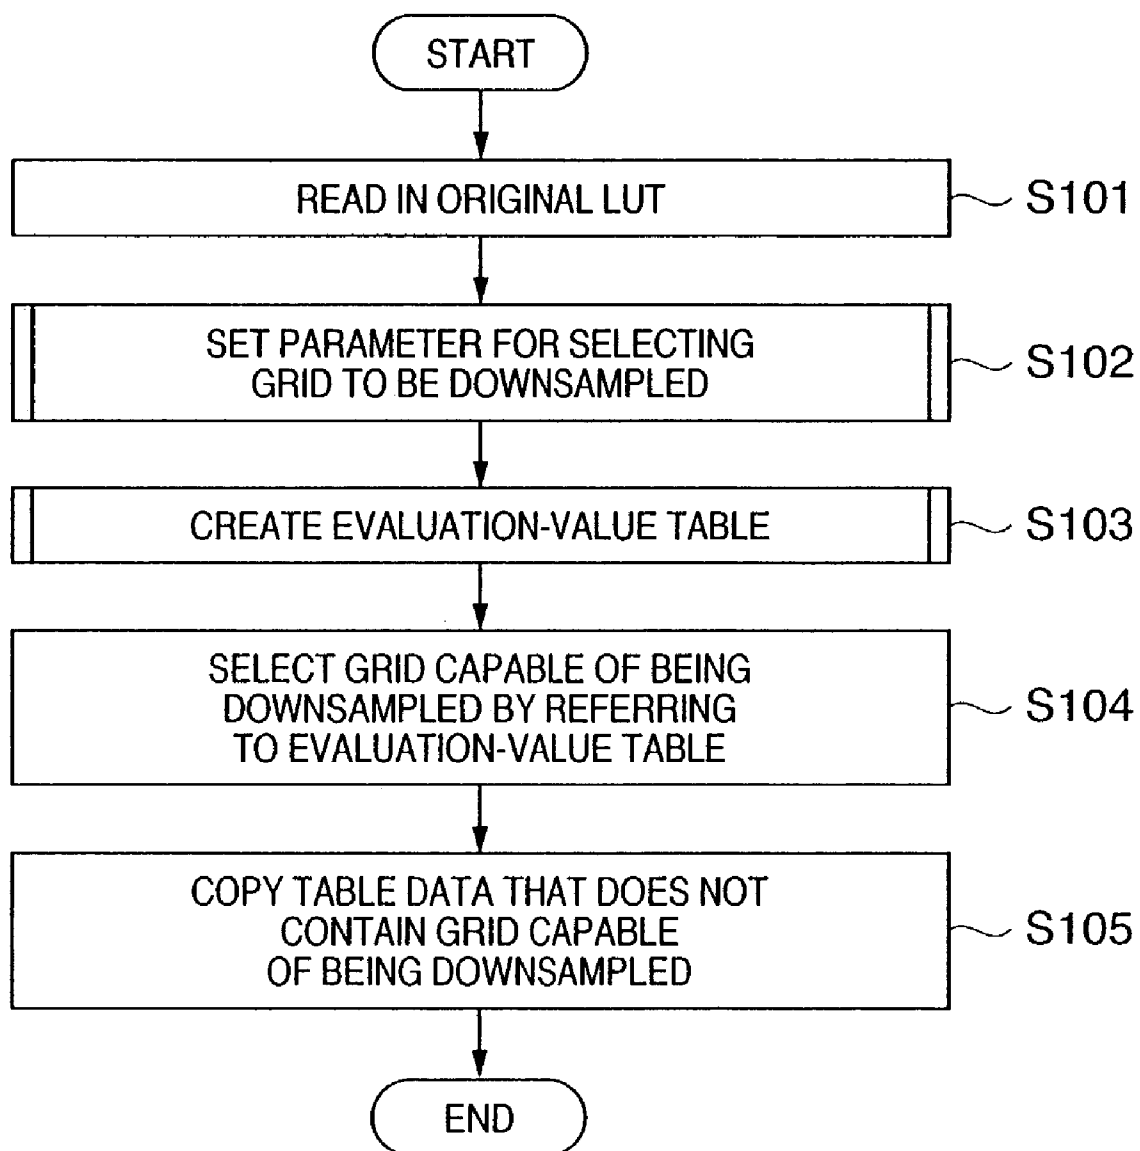 START
READ IN ORIGINAL LUT
S101
SET PARAMETER FOR SELECTING
GRID TO BE DOWNSAMPLED
S102
CREATE EVALUATION-VALUE TABLE
S103
SELECT GRID CAPABLE OF BEING
DOWNSAMPLED BY REFERRING
TO EVALUATION-VALUE TABLE
S104
COPY TABLE DATA THAT DOES NOT
CONTAIN GRID CAPABLE
OF BEING DOWNSAMPLED
S105
END